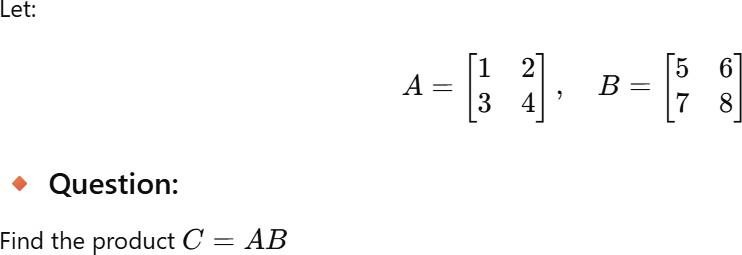 Let:
A = [1 2; 3 4], B = [5 6; 7 8]
Question:
Find the product C = AB